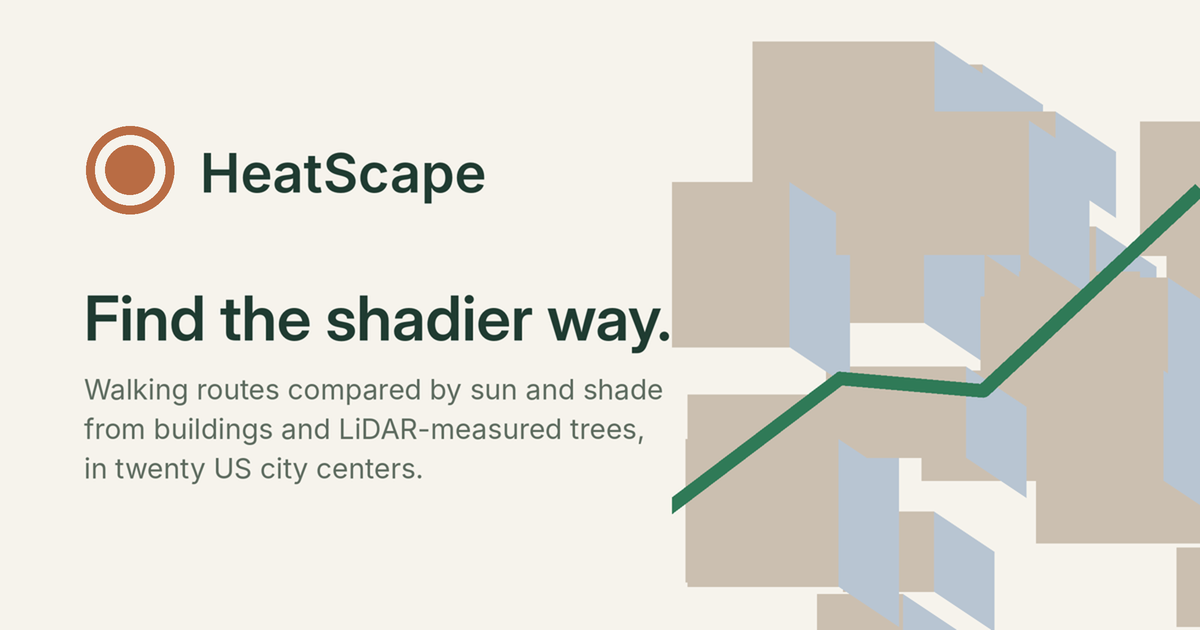 HeatScape
Find the shadier way.
Walking routes compared by sun and shade
from buildings and LiDAR-measured trees,
in twenty US city centers.